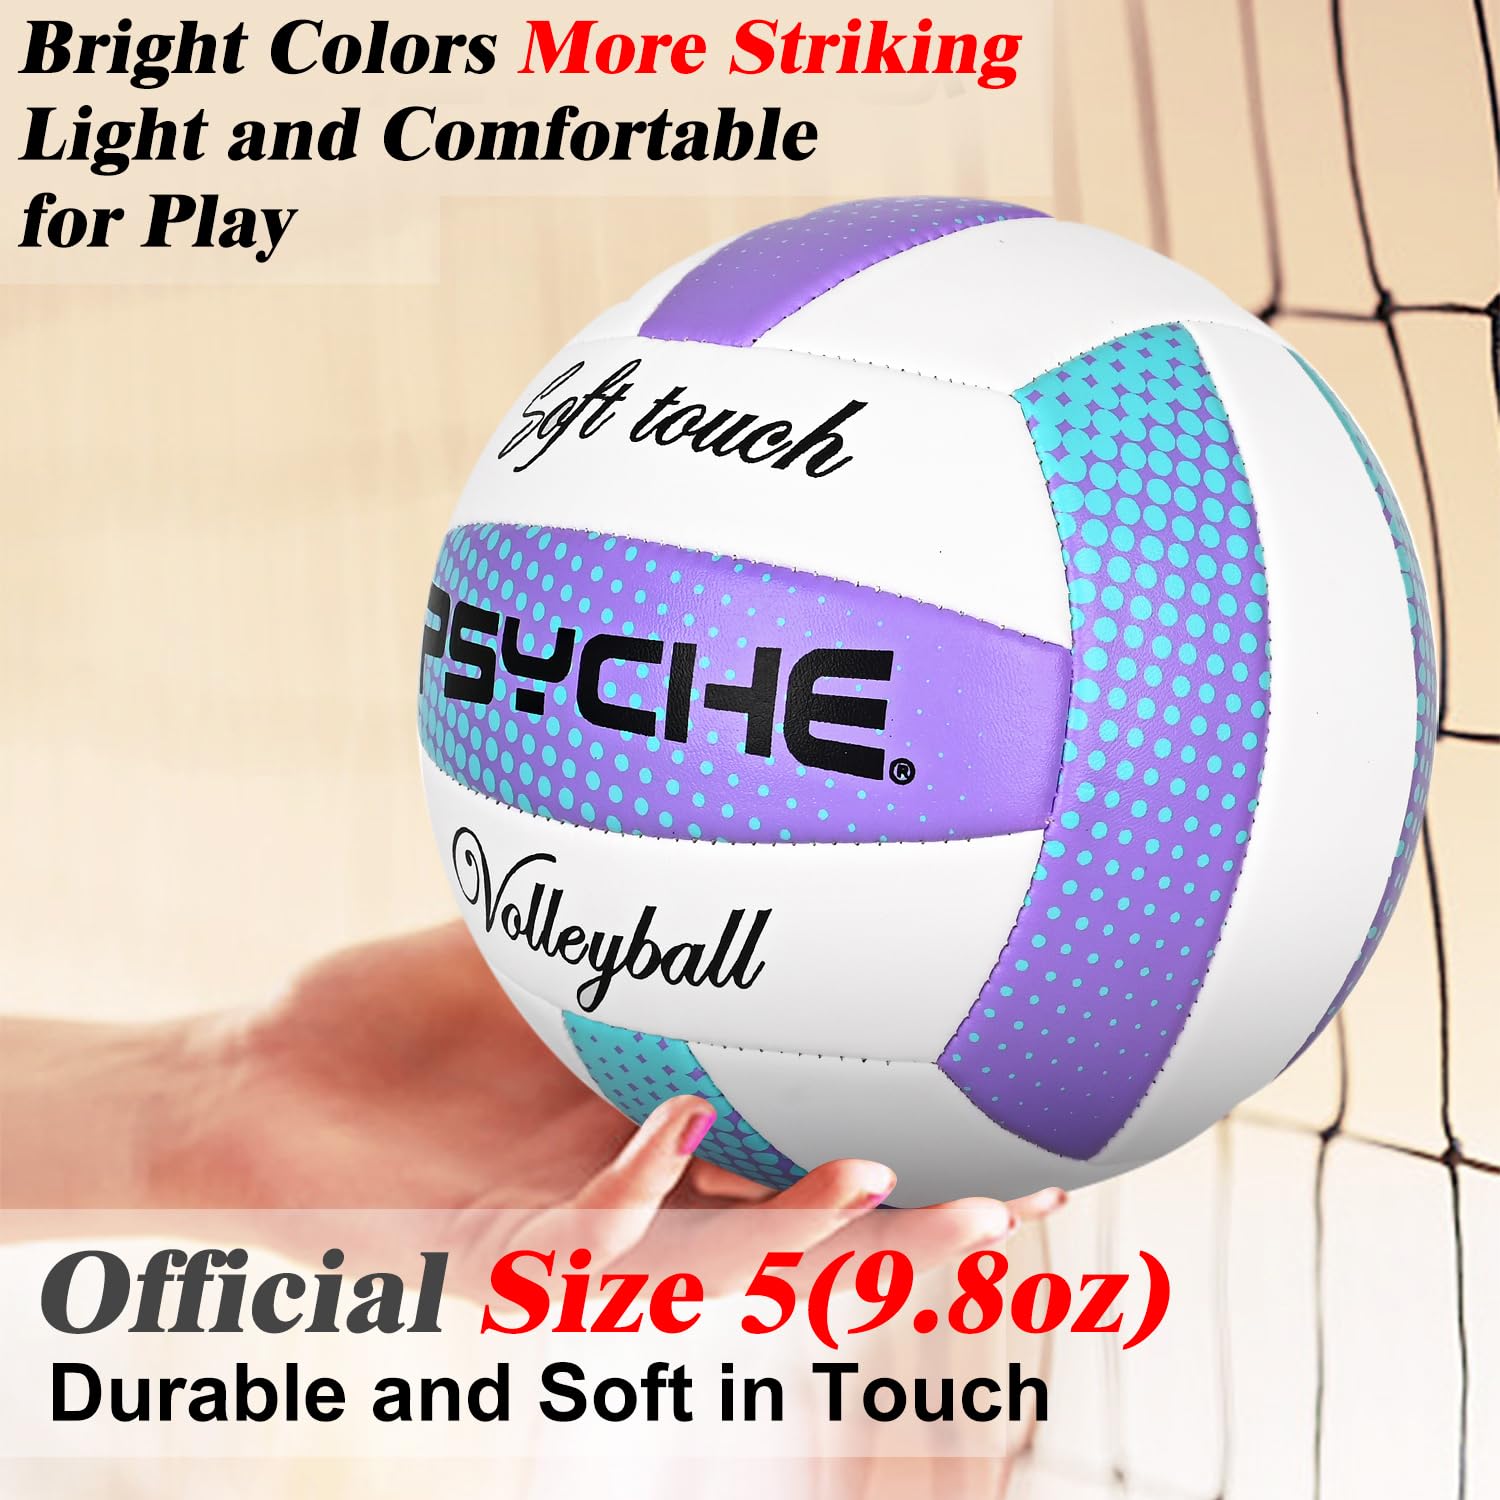 Bright Colors More Striking
Light and Comfortable
for Play
Soft touch
PSYCHE®
Volleyball
Official Size 5(9.8oz)
Durable and Soft in Touch